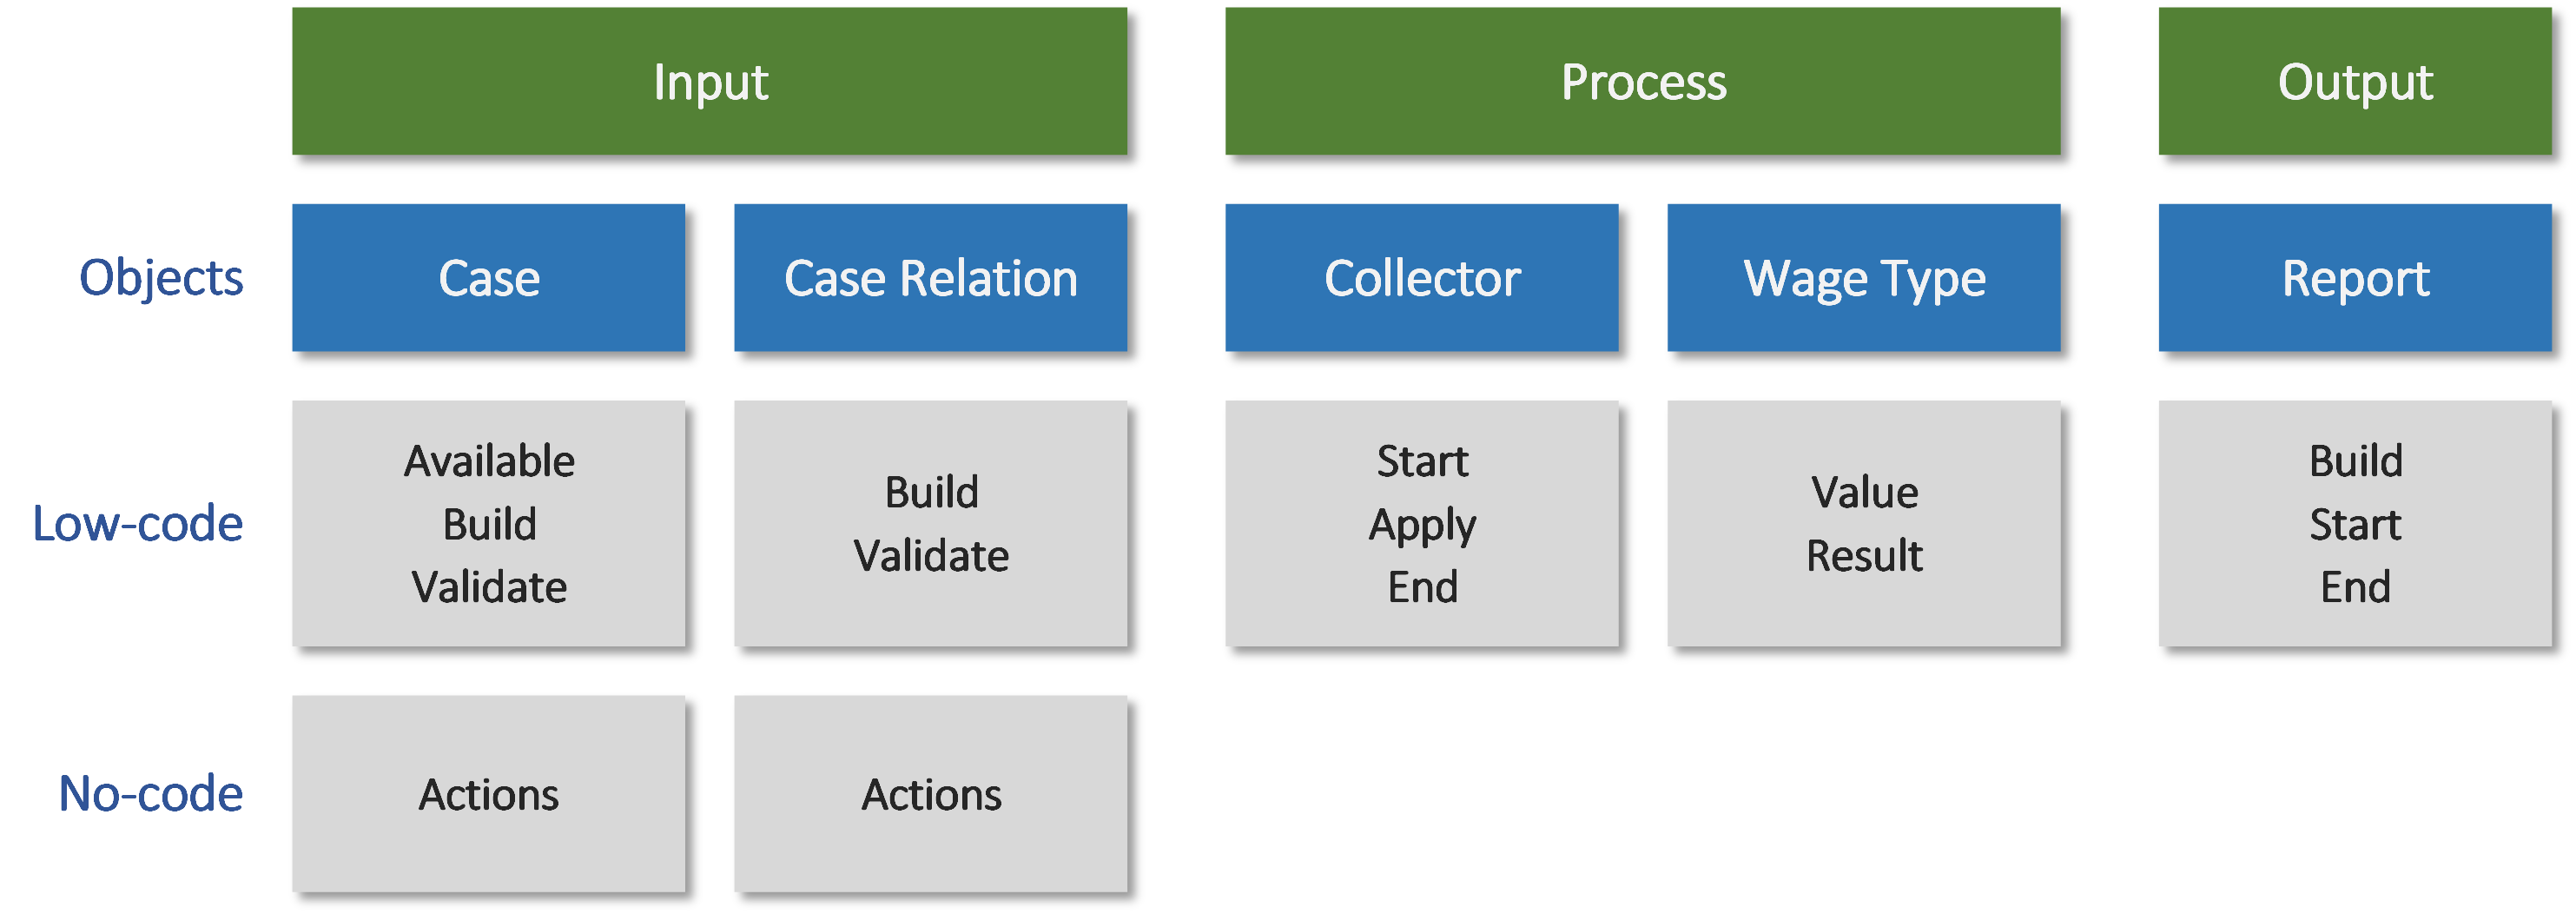 Input
Process
Output
Objects
Case
Case Relation
Collector
Wage Type
Report
Low-code
Available
Build
Validate
Build
Validate
Start
Apply
End
Value
Result
Build
Start
End
No-code
Actions
Actions